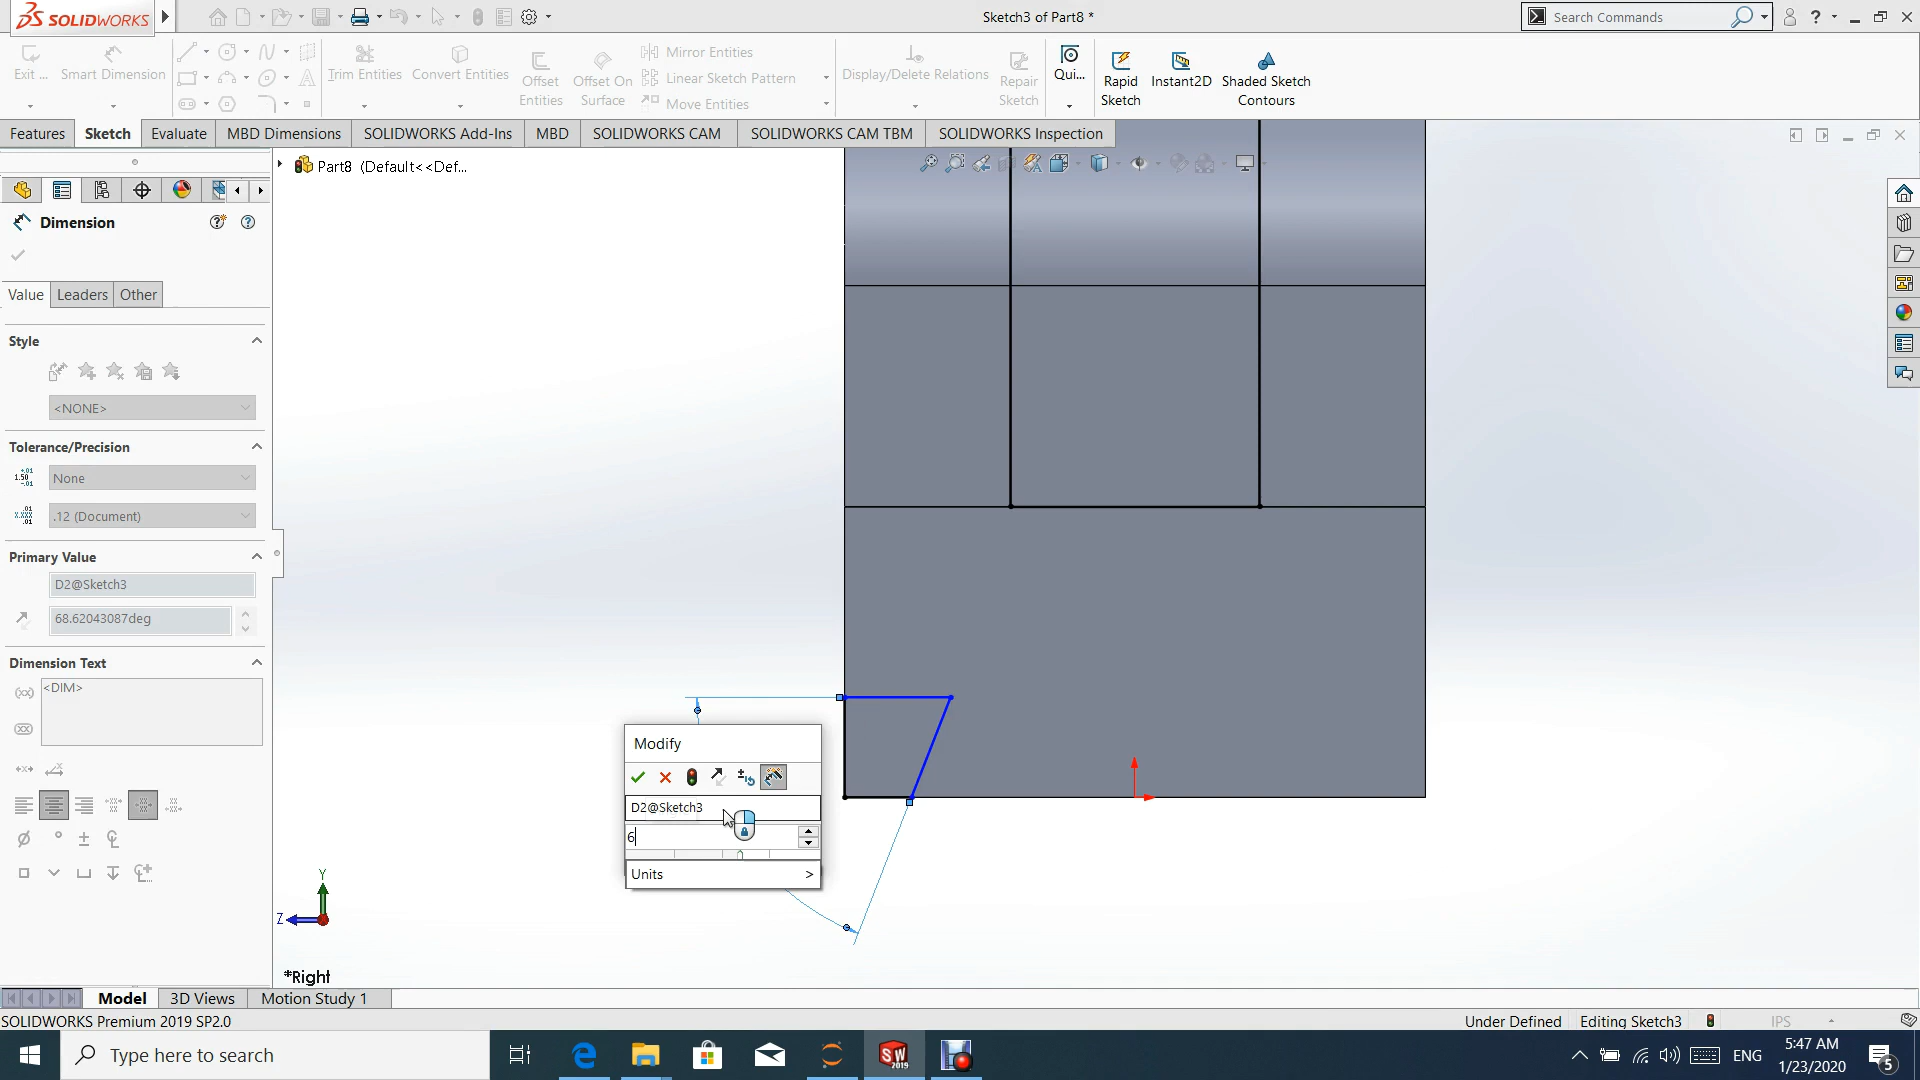 SOLIDWORKS
Sketch3 of Part8 *
Search Commands
Exit ...
Smart Dimension
Trim Entities
Convert Entities
Offset
Entities
Offset On
Surface
Mirror Entities
Linear Sketch Pattern
Move Entities
Display/Delete Relations
Repair
Sketch
Qui...
Rapid
Sketch
Instant2D
Shaded Sketch
Contours
Features
Sketch
Evaluate
MBD Dimensions
SOLIDWORKS Add-Ins
MBD
SOLIDWORKS CAM
SOLIDWORKS CAM TBM
SOLIDWORKS Inspection
Part8 (Default<<Def...
Dimension
Value
Leaders
Other
Style
<NONE>
Tolerance/Precision
None
.12 (Document)
Primary Value
D2@Sketch3
68.62043087deg
Dimension Text
<DIM>
Modify
D2@Sketch3
6
Units
Y
Z
*Right
Model
3D Views
Motion Study 1
SOLIDWORKS Premium 2019 SP2.0
Under Defined
Editing Sketch3
IPS
Type here to search
SW
2019
ENG
5:47 AM
1/23/2020
5